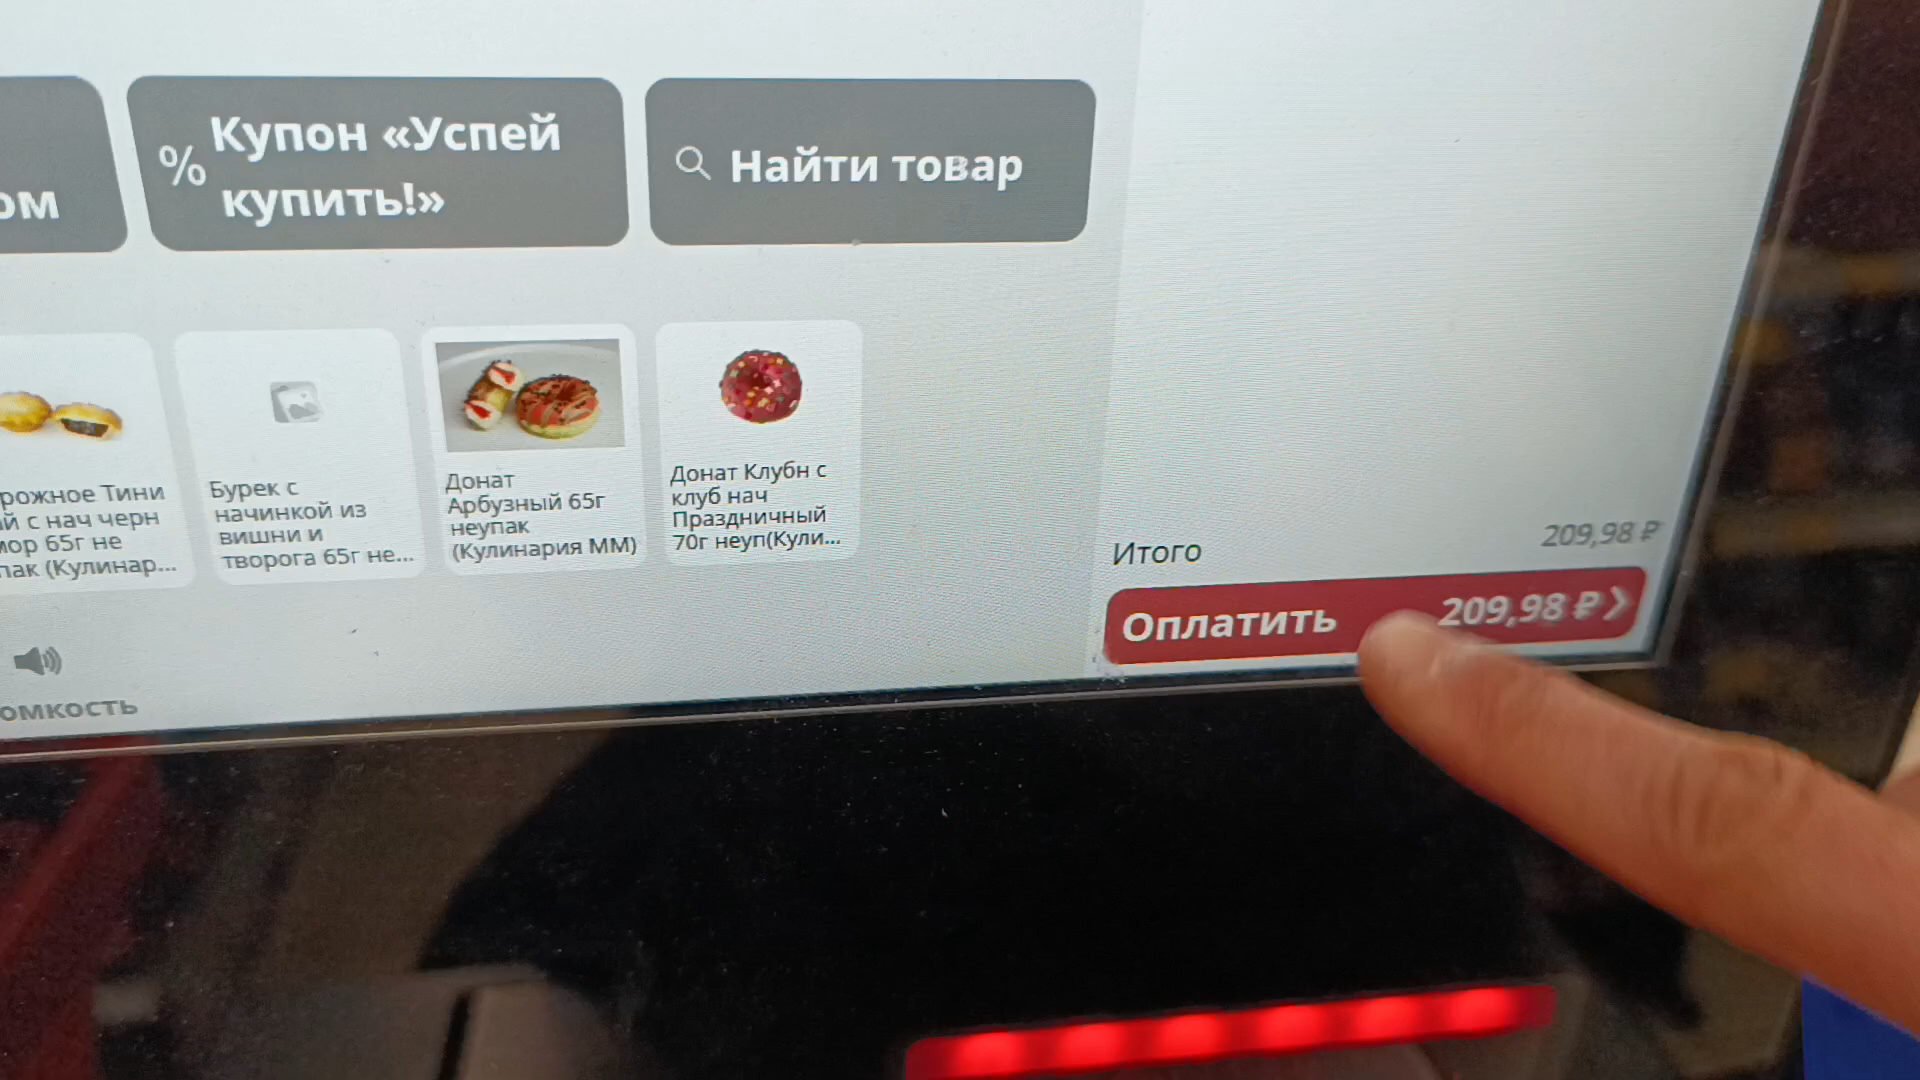 ом
% Купон «Успей
купить!»
Найти товар
рожное Тини
й с нач черн
мор 65г не
пак (Кулинар...
Бурек с
начинкой из
вишни и
творога 65г не...
Донат
Арбузный 65г
неупак
(Кулинария ММ)
Донат Клубн с
клуб нач
Праздничный
70г неуп(Кули...
Итого
209,98 ₽
Оплатить
209,98 ₽ ❯
омкость